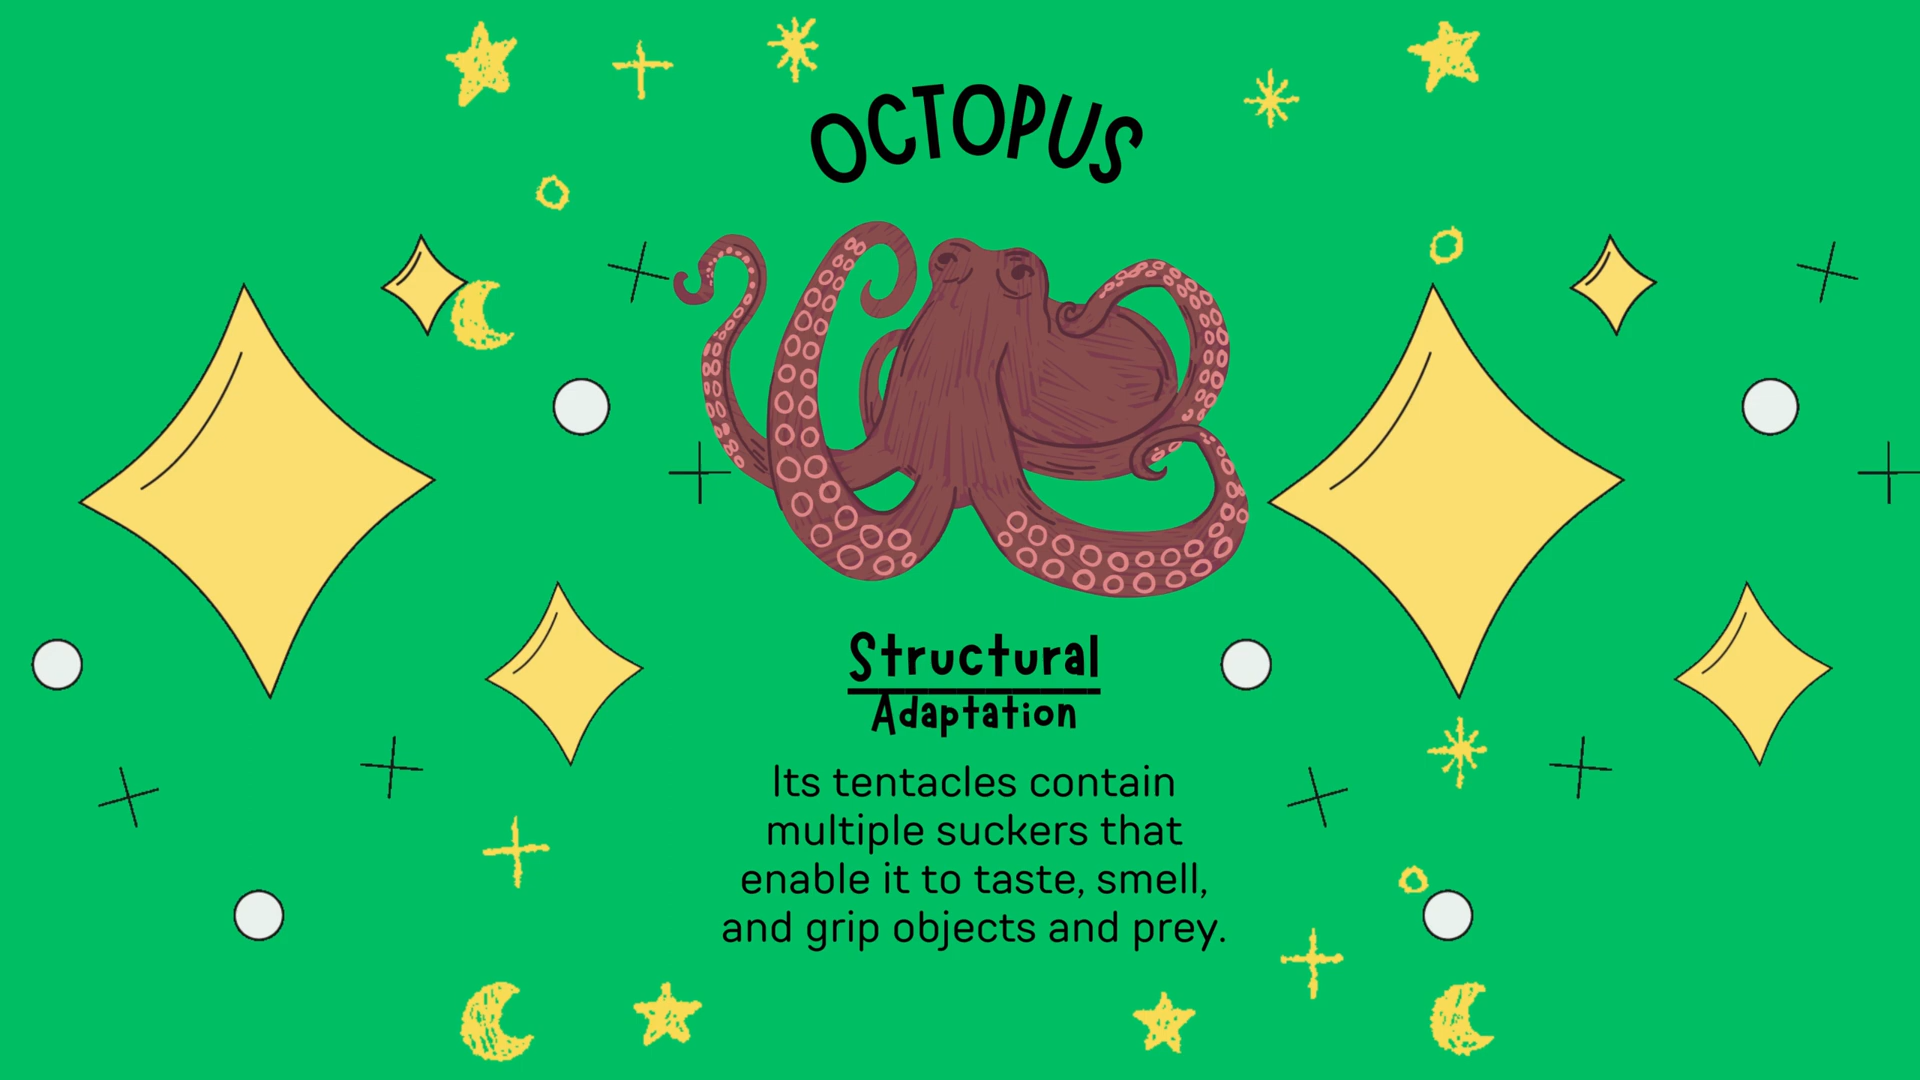 OCTOPUS
Structural
Adaptation
Its tentacles contain
multiple suckers that
enable it to taste, smell,
and grip objects and prey.